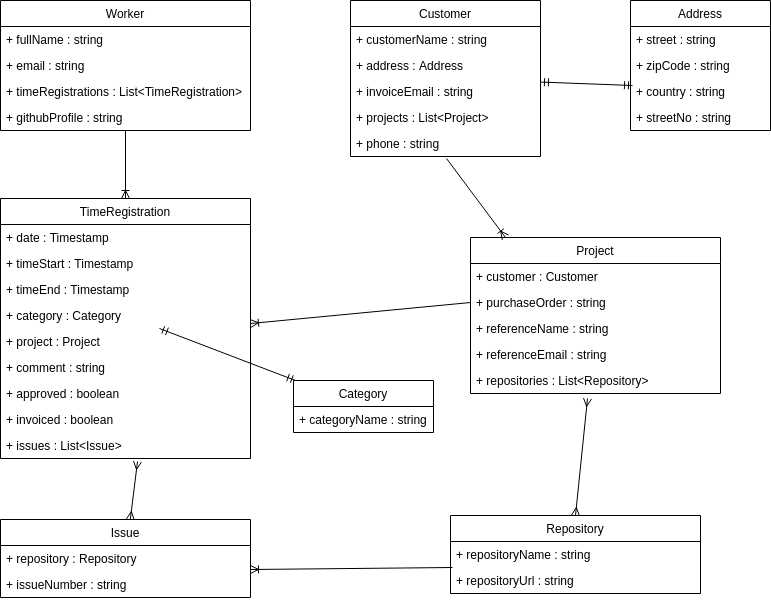 Worker
+ fullName : string
+ email : string
+ timeRegistrations : List<TimeRegistration>
+ githubProfile : string
Customer
+ customerName : string
+ address : Address
+ invoiceEmail : string
+ projects : List<Project>
+ phone : string
Address
+ street : string
+ zipCode : string
+ country : string
+ streetNo : string
TimeRegistration
+ date : Timestamp
+ timeStart : Timestamp
+ timeEnd : Timestamp
+ category : Category
+ project : Project
+ comment : string
+ approved : boolean
+ invoiced : boolean
+ issues : List<Issue>
Project
+ customer : Customer
+ purchaseOrder : string
+ referenceName : string
+ referenceEmail : string
+ repositories : List<Repository>
Category
+ categoryName : string
Issue
+ repository : Repository
+ issueNumber : string
Repository
+ repositoryName : string
+ repositoryUrl : string